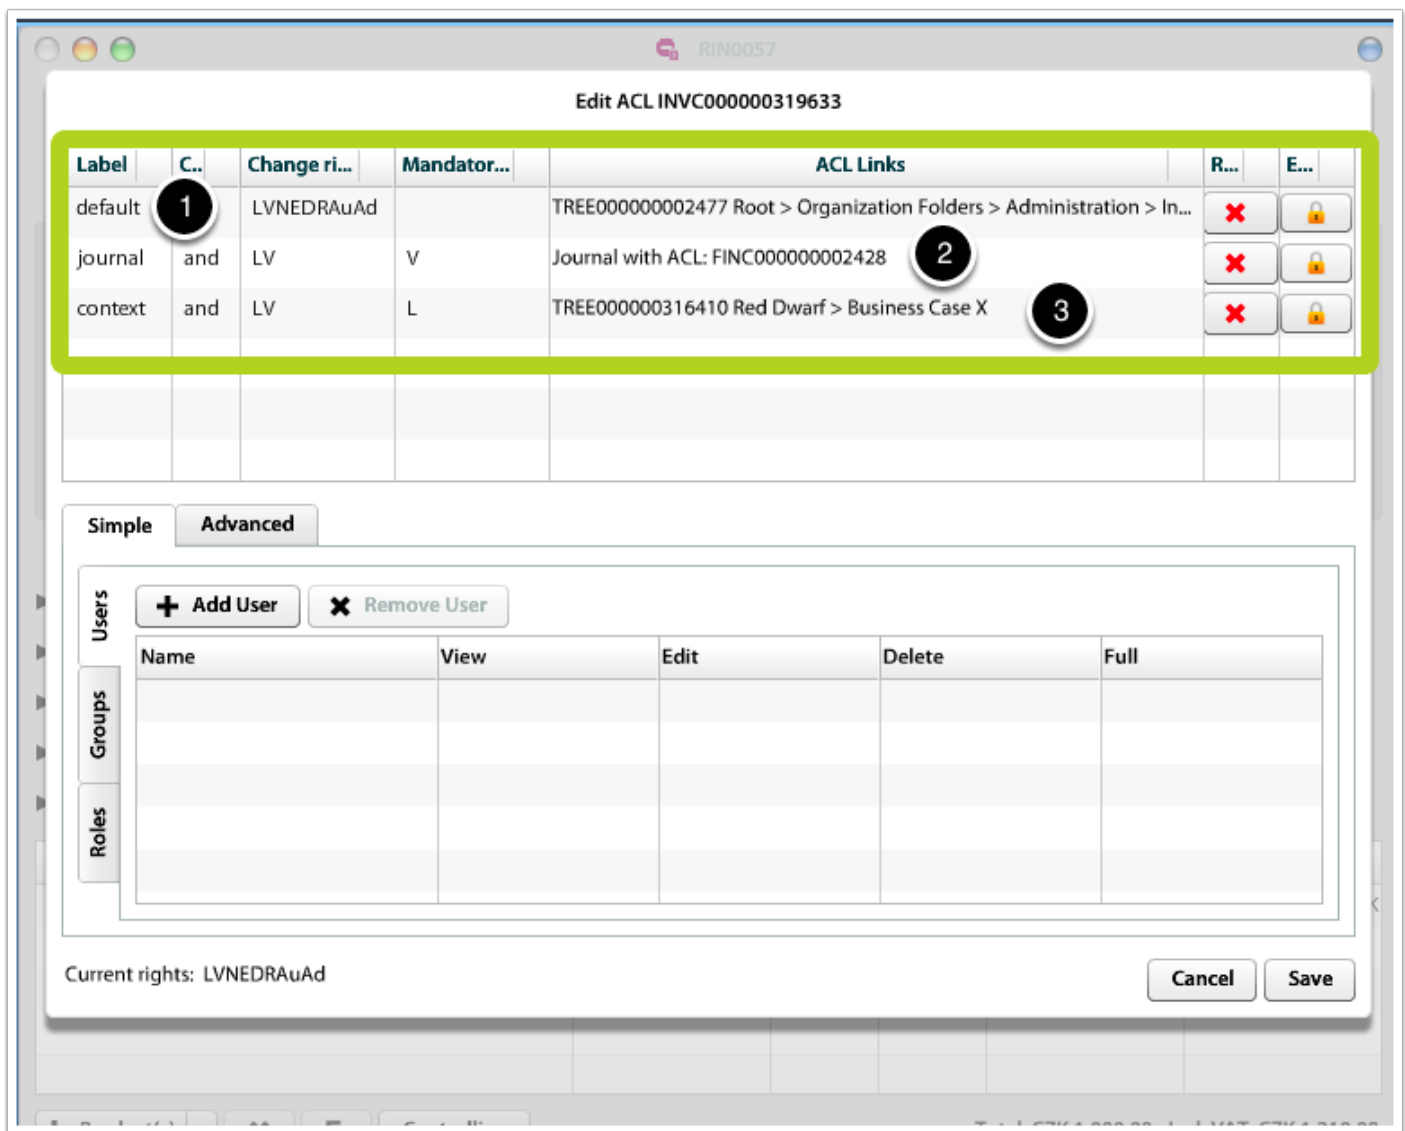 RIN0057
Edit ACL INVC000000319633
Label C.. Change ri... Mandator... ACL Links R... E...
default 1 LVNEDRAuAd TREE000000002477 Root > Organization Folders > Administration > In...
journal and LV V Journal with ACL: FINC000000002428 2
context and LV L TREE000000316410 Red Dwarf > Business Case X 3
Simple Advanced
Users
Add User Remove User
Name View Edit Delete Full
Groups
Roles
Current rights: LVNEDRAuAd
Cancel Save